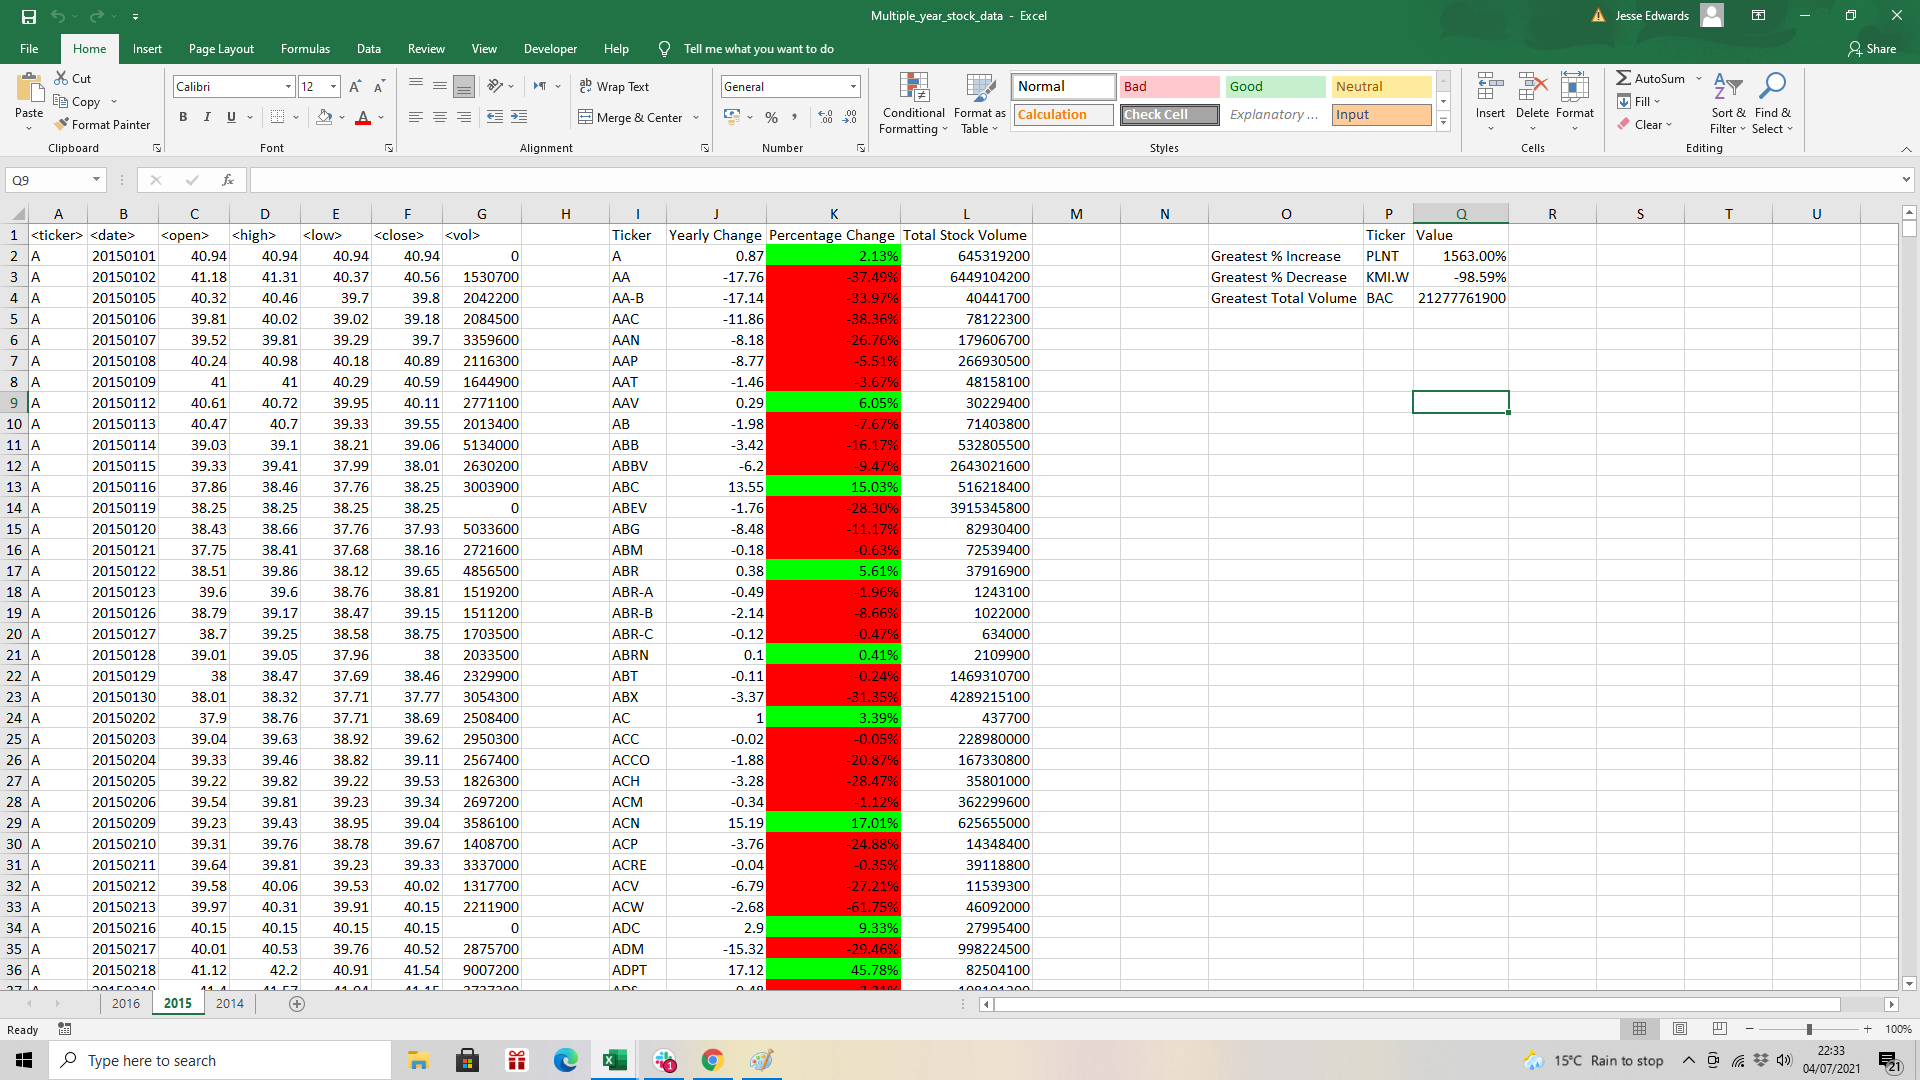 Multiple_year_stock_data - Excel
Jesse Edwards
File Home Insert Page Layout Formulas Data Review View Developer Help Tell me what you want to do Share
Paste
Cut
Copy
Format Painter
Clipboard
Calibri 12
B I U
Font
Wrap Text
Merge & Center
Alignment
General
Number
Conditional Formatting
Format as Table
Normal Bad Good Neutral
Calculation Check Cell Explanatory ... Input
Styles
Insert Delete Format
Cells
AutoSum
Fill
Clear
Sort & Filter
Find & Select
Editing
Q9
fx
A B C D E F G H I J K L M N O P Q R S T U
1 <ticker> <date> <open> <high> <low> <close> <vol> Ticker Yearly Change Percentage Change Total Stock Volume Ticker Value
2 A 20150101 40.94 40.94 40.94 40.94 0 A 0.87 2.13% 645319200 Greatest % Increase PLNT 1563.00%
3 A 20150102 41.18 41.31 40.37 40.56 1530700 AA -17.76 -37.49% 6449104200 Greatest % Decrease KMI.W -98.59%
4 A 20150105 40.32 40.46 39.7 39.8 2042200 AA-B -17.14 -33.97% 40441700 Greatest Total Volume BAC 21277761900
5 A 20150106 39.81 40.02 39.02 39.18 2084500 AAC -11.86 -38.36% 78122300
6 A 20150107 39.52 39.81 39.29 39.7 3359600 AAN -8.18 -26.76% 179606700
7 A 20150108 40.24 40.98 40.18 40.89 2116300 AAP -8.77 -5.51% 266930500
8 A 20150109 41 41 40.29 40.59 1644900 AAT -1.46 -3.67% 48158100
9 A 20150112 40.61 40.72 39.95 40.11 2771100 AAV 0.29 6.05% 30229400
10 A 20150113 40.47 40.7 39.33 39.55 2013400 AB -1.98 -7.67% 71403800
11 A 20150114 39.03 39.1 38.21 39.06 5134000 ABB -3.42 -16.17% 532805500
12 A 20150115 39.33 39.41 37.99 38.01 2630200 ABBV -6.2 -9.47% 2643021600
13 A 20150116 37.86 38.46 37.76 38.25 3003900 ABC 13.55 15.03% 516218400
14 A 20150119 38.25 38.25 38.25 38.25 0 ABEV -1.76 -28.30% 3915345800
15 A 20150120 38.43 38.66 37.76 37.93 5033600 ABG -8.48 -11.17% 82930400
16 A 20150121 37.75 38.41 37.68 38.16 2721600 ABM -0.18 -0.63% 72539400
17 A 20150122 38.51 39.86 38.12 39.65 4856500 ABR 0.38 5.61% 37916900
18 A 20150123 39.6 39.6 38.76 38.81 1519200 ABR-A -0.49 -1.96% 1243100
19 A 20150126 38.79 39.17 38.47 39.15 1511200 ABR-B -2.14 -8.66% 1022000
20 A 20150127 38.7 39.25 38.58 38.75 1703500 ABR-C -0.12 -0.47% 634000
21 A 20150128 39.01 39.05 37.96 38 2033500 ABRN 0.1 0.41% 2109900
22 A 20150129 38 38.47 37.69 38.46 2329900 ABT -0.11 -0.24% 1469310700
23 A 20150130 38.01 38.32 37.71 37.77 3054300 ABX -3.37 -31.35% 4289215100
24 A 20150202 37.9 38.76 37.71 38.69 2508400 AC 1 3.39% 437700
25 A 20150203 39.04 39.63 38.92 39.62 2950300 ACC -0.02 -0.05% 228980000
26 A 20150204 39.33 39.46 38.82 39.11 2567400 ACCO -1.88 -20.87% 167330800
27 A 20150205 39.22 39.82 39.22 39.53 1826300 ACH -3.28 -28.47% 35801000
28 A 20150206 39.54 39.81 39.23 39.34 2697200 ACM -0.34 -1.12% 362299600
29 A 20150209 39.23 39.43 38.95 39.04 3586100 ACN 15.19 17.01% 625655000
30 A 20150210 39.31 39.76 38.78 39.67 1408700 ACP -3.76 -24.88% 14348400
31 A 20150211 39.64 39.81 39.23 39.33 3337000 ACRE -0.04 -0.35% 39118800
32 A 20150212 39.58 40.06 39.53 40.02 1317700 ACV -6.79 -27.21% 11539300
33 A 20150213 39.97 40.31 39.91 40.15 2211900 ACW -2.68 -61.75% 46092000
34 A 20150216 40.15 40.15 40.15 40.15 0 ADC 2.9 9.33% 27995400
35 A 20150217 40.01 40.53 39.76 40.52 2875700 ADM -15.32 -29.46% 998224500
36 A 20150218 41.12 42.2 40.91 41.54 9007200 ADPT 17.12 45.78% 82504100
2016 2015 2014
Ready
100%
Type here to search
15°C Rain to stop
22:33
04/07/2021
21